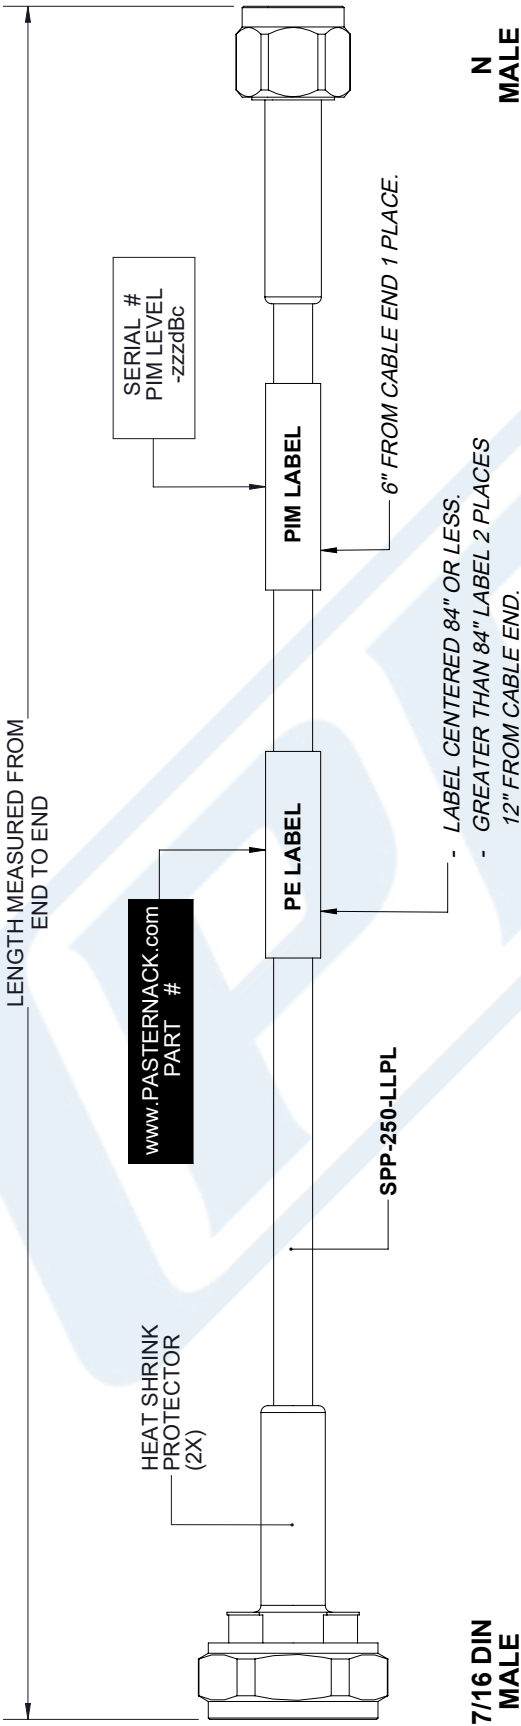 LENGTH MEASURED FROM
END TO END
HEAT SHRINK
PROTECTOR
(2X)
www.PASTERNACK.com
PART #
SERIAL #
PIM LEVEL
-zzzdBc
PE LABEL
PIM LABEL
SPP-250-LLPL
6" FROM CABLE END 1 PLACE.
- LABEL CENTERED 84" OR LESS.
- GREATER THAN 84" LABEL 2 PLACES
12" FROM CABLE END.
7/16 DIN
MALE
N
MALE